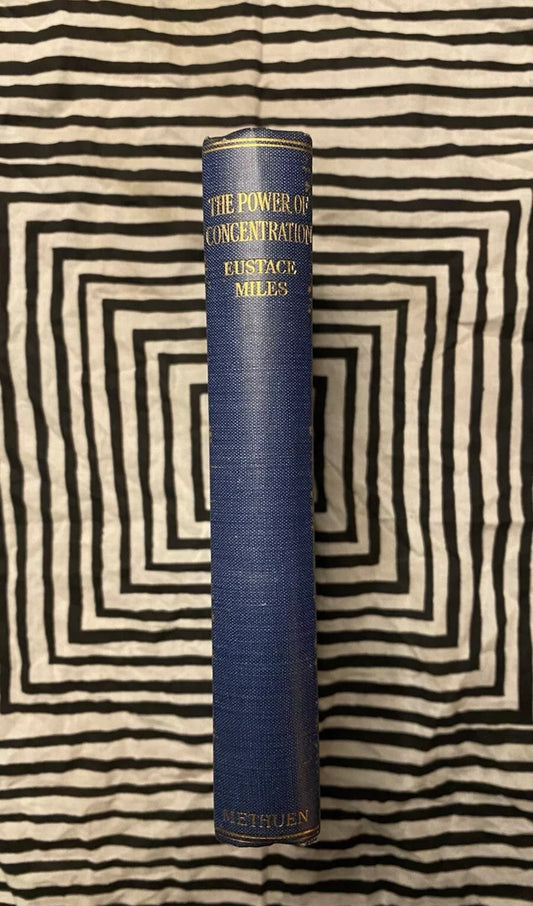 THE POWER OF
CONCENTRATION
EUSTACE
MILES
METHUEN